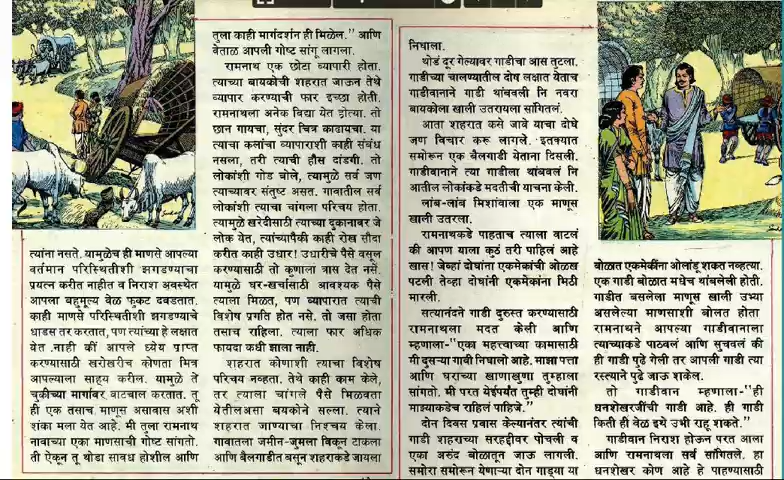 त्यांना नसते. यामुळेच ही माणसे आपल्या
वर्तमान परिस्थितीशी झगडण्याचा
प्रयत्न करीत नाहीत व निराश अवस्थेत
आपला बहुमूल्य वेळ फुकट दवडतात.
काही माणसे परिस्थितीशी झगडण्याचे
धाडस तर करतात, पण त्यांच्या हे लक्षात
येत नाही कीं आपले ध्येय प्राप्त
करण्यासाठी खरोखरीच कोणता मित्र
आपल्याला साहृय करील. यामुळे ते
चुकीच्या मार्गावर वाटचाल करतात. तू
ही एक तसाच माणूस असावास अशी
शंका मला येत आहे. मी तुला रामनाथ
नावाच्या एका माणसाची गोष्ट सांगतो.
ती ऐकून तू थोडा सावध होशील आणि
तुला काही मार्गदर्शन ही मिळेल." आणि
वेताळ आपली गोष्ट सांगू लागला.
रामनाथ एक छोटा व्यापारी होता.
त्याच्या बायकोची शहरात जाऊन तेथे
व्यापार करण्याची फार इच्छा होती.
रामनाथला अनेक विद्या येत होत्या. तो
छान गायचा, सुंदर चित्र काढायचा. या
त्याचा कलांचा व्यापाराशी काही संबंध
नसला, तरी त्याची हौस दांडगी. तो
लोकांशी गोड बोले, त्यामुळे सर्व जण
त्याच्यावर संतुष्ट असत. गावातील सर्व
लोकांशी त्याचा चांगला परिचय होता.
त्यामुळे खरेदीसाठी त्याच्या दुकानावर जे
लोक येत, त्यांच्यापैकी काही रोख सौदा
करीत काही उधार! उधारीचे पैसे वसूल
करण्यासाठी तो कुणाला त्रास देत नसे.
यामुळे घर-खर्चासाठी आवश्यक पैसे
त्याला मिळतात, पण व्यापारात त्याची
विशेष प्रगति होत नसे. तो जसा होता
तसाच राहिला. त्याला फार अधिक
फायदा कधी झाला नाही.
शहरात कोणाशी त्याचा विशेष
परिचय नव्हता. तेथे काही काम केले,
तर त्याला चांगले पैसे मिळवता
येतीलअसा बायकोने सल्ला. त्याने
शहरात जाण्याचा निश्चय केला.
गावातला जमीन-जुमला विकून टाकला
आणि बैलगाडीत बसून शहराकडे जायला
निघाला.
थोडं दूर गेल्यावर गाडीचा आस तुटला.
गाडीच्या चालण्यातील दोष लक्षात येताच
गाडीवानाने गाडी थांबवली नि नवरा
बायकोला खाली उतरायला सांगितलं.
आता शहरात कसे जावे याचा दोघे
जण विचार करू लागले. इतक्यात
समोरून एक बैलगाडी येताना दिसली.
गाडीवानाने त्या गाडीला थांबवलं नि
आतील लोकांकडे मदतीची याचना केली.
लांब-लांब मिशांवाला एक माणूस
खाली उतरला.
रामनाथकडे पाहताच त्याला वाटलं
की आपण याला कुठं तरी पाहिलं आहे
खास! जेव्हां दोघांना एकमेकांची ओळख
पटली तेव्हा दोघांनी एकमेकांना मिठी
मारली.
सत्यानंदने गाडी दुरुस्त करण्यासाठी
रामनाथला मदत केली आणि
म्हणाला-"एका महत्त्वाच्या कामासाठी
मी दुसऱ्या गावी निघालो आहे. माझा पत्ता
आणि घराच्या खाणाखुणा तुम्हाला
सांगतो. मी परत येईपर्यंत तुम्ही दोघांनी
माझ्याकडेच राहिलं पाहिजे."
दोन दिवस प्रवास केल्यानंतर त्यांची
गाडी शहराच्या सरहद्दीवर पोचली व
एका अरुंद बोळातून जाऊ लागली.
समोरा समोरून येणाऱ्या दोन गाड्या या
बोळात एकमेकींना ओलांडू शकत नव्हत्या.
एक गाडी बोळात मधेच थांबलेली होती.
गाडीत बसलेला माणूस खाली उभ्या
असलेल्या माणसाशी बोलत होता
रामनाथने आपल्या गाडीवानाला
त्याच्याकडे पाठवलं आणि सुचवलं की
ही गाडी पुढे गेली तर आपली गाडी त्या
रस्त्याने पुढे जाऊ शकेल.
तो गाडीवान म्हणाला-"ही
धनशेखरजींची गाडी आहे. ही गाडी
किती ही वेळ इथे उभी राहू शकते."
गाडीवान निराश होऊन परत आला
आणि रामनाथला सर्व सांगितले. हा
धनशेखर कोण आहे हे पाहण्यासाठी